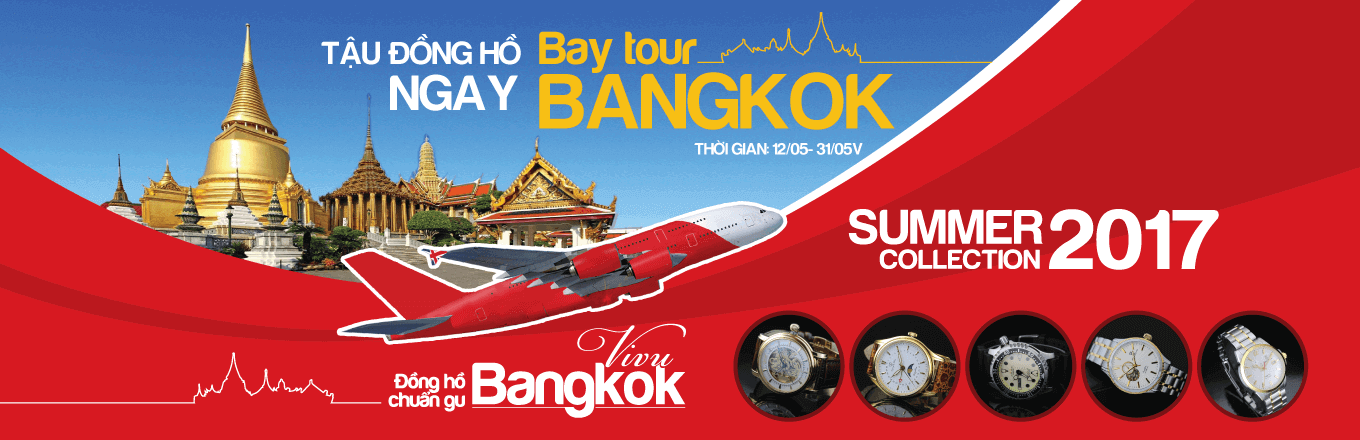 TẬU ĐỒNG HỒ
NGAY
Bay tour
BANGKOK
THỜI GIAN: 12/05- 31/05V
SUMMER
COLLECTION
2017
Vivu
Đồng hồ
chuẩn gu
Bangkok